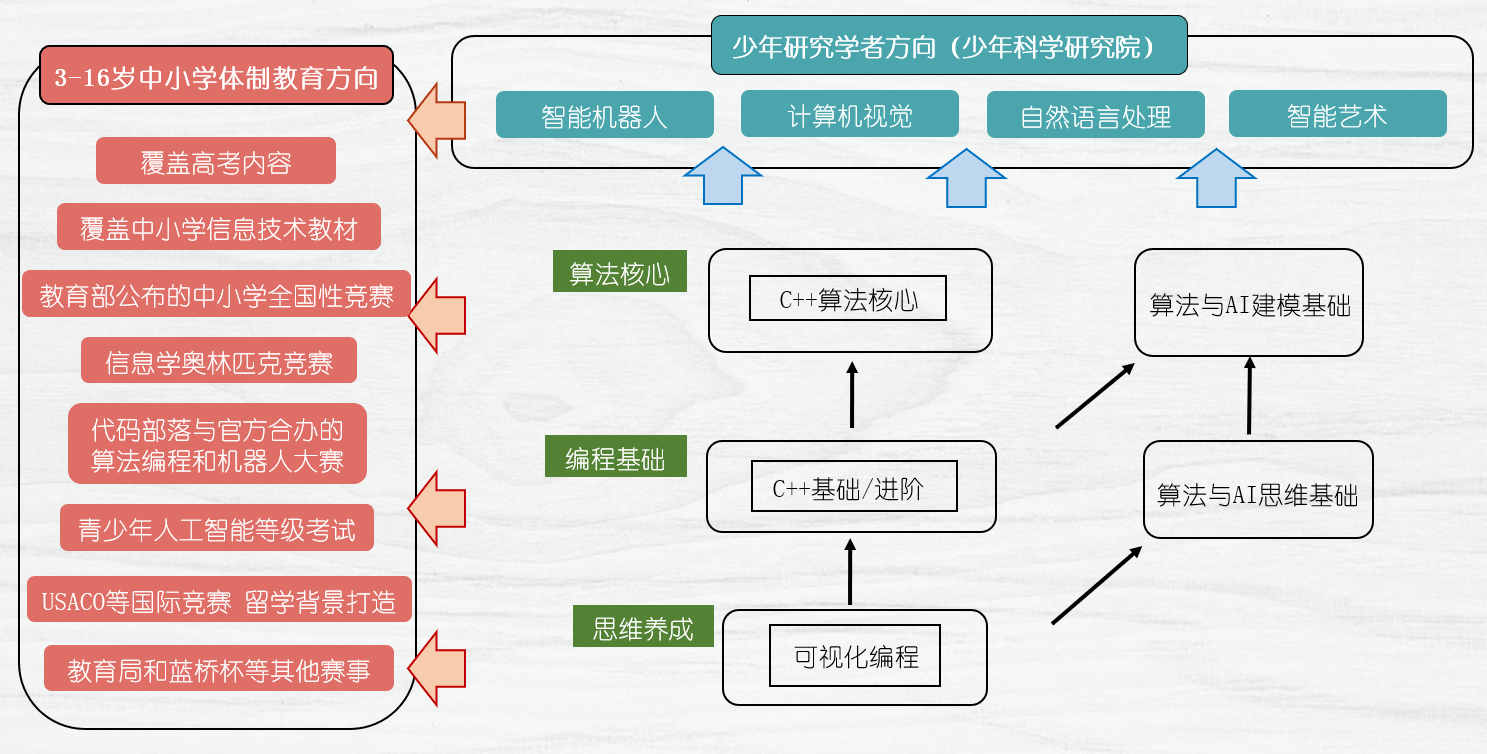 3-16岁中小学体制教育方向
覆盖高考内容
覆盖中小学信息技术教材
教育部公布的中小学全国性竞赛
信息学奥林匹克竞赛
代码部落与官方合办的
算法编程和机器人大赛
青少年人工智能等级考试
USACO等国际竞赛 留学背景打造
教育局和蓝桥杯等其他赛事
少年研究学者方向（少年科学研究院）
智能机器人
计算机视觉
自然语言处理
智能艺术
算法核心
C++算法核心
算法与AI建模基础
编程基础
C++基础/进阶
算法与AI思维基础
思维养成
可视化编程